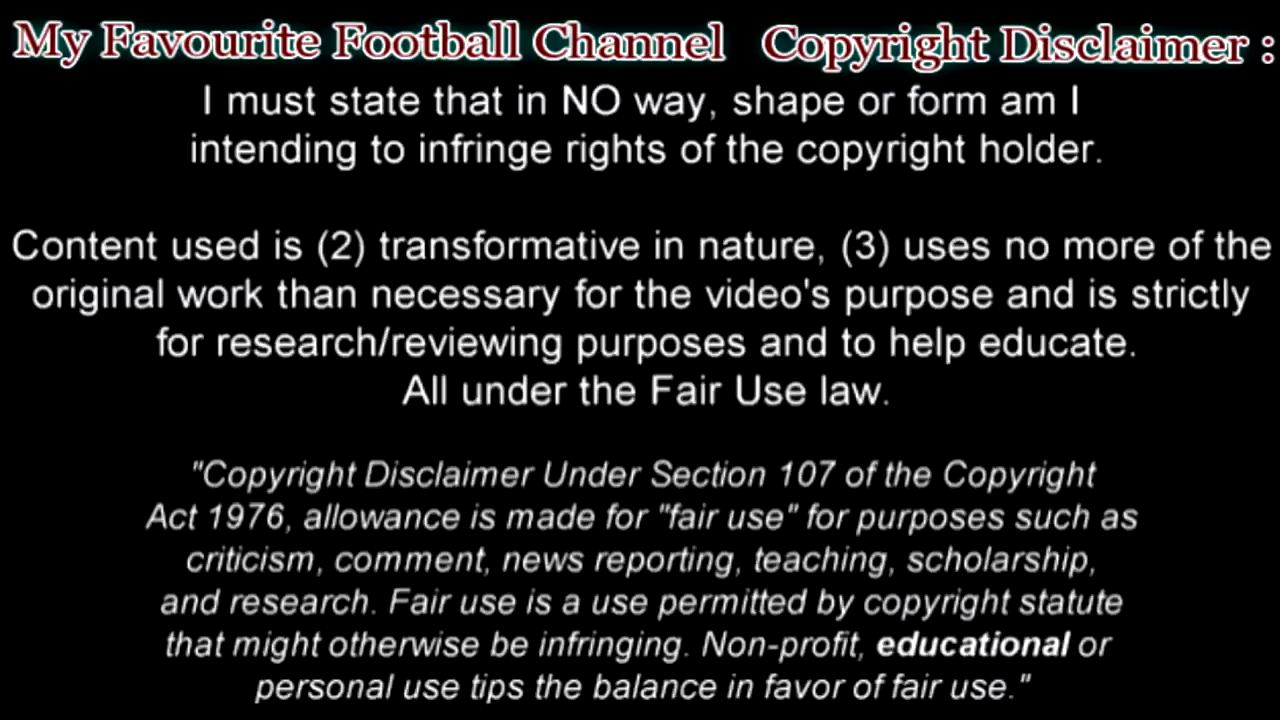 My Favourite Football Channel Copyright Disclaimer :
I must state that in NO way, shape or form am I
intending to infringe rights of the copyright holder.
Content used is (2) transformative in nature, (3) uses no more of the
original work than necessary for the video's purpose and is strictly
for research/reviewing purposes and to help educate.
All under the Fair Use law.
"Copyright Disclaimer Under Section 107 of the Copyright
Act 1976, allowance is made for "fair use" for purposes such as
criticism, comment, news reporting, teaching, scholarship,
and research. Fair use is a use permitted by copyright statute
that might otherwise be infringing. Non-profit, educational or
personal use tips the balance in favor of fair use."